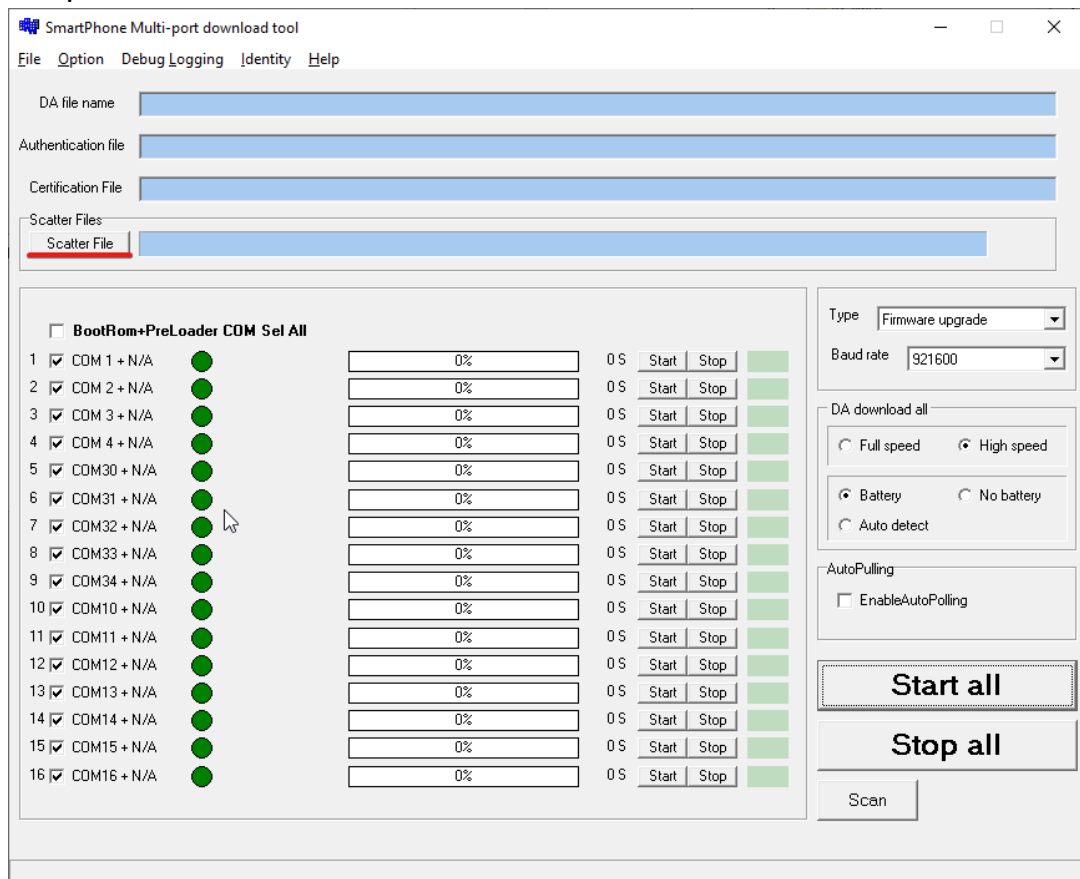 SmartPhone Multi-port download tool
File Option Debug Logging Identity Help
DA file name
Authentication file
Certification File
Scatter Files
Scatter File
BootRom+PreLoader COM Sel All
1 COM 1 + N/A 0% 0 S Start Stop
2 COM 2 + N/A 0% 0 S Start Stop
3 COM 3 + N/A 0% 0 S Start Stop
4 COM 4 + N/A 0% 0 S Start Stop
5 COM30 + N/A 0% 0 S Start Stop
6 COM31 + N/A 0% 0 S Start Stop
7 COM32 + N/A 0% 0 S Start Stop
8 COM33 + N/A 0% 0 S Start Stop
9 COM34 + N/A 0% 0 S Start Stop
10 COM10 + N/A 0% 0 S Start Stop
11 COM11 + N/A 0% 0 S Start Stop
12 COM12 + N/A 0% 0 S Start Stop
13 COM13 + N/A 0% 0 S Start Stop
14 COM14 + N/A 0% 0 S Start Stop
15 COM15 + N/A 0% 0 S Start Stop
16 COM16 + N/A 0% 0 S Start Stop
Type Firmware upgrade
Baud rate 921600
DA download all
Full speed High speed
Battery No battery
Auto detect
AutoPulling
EnableAutoPolling
Start all
Stop all
Scan